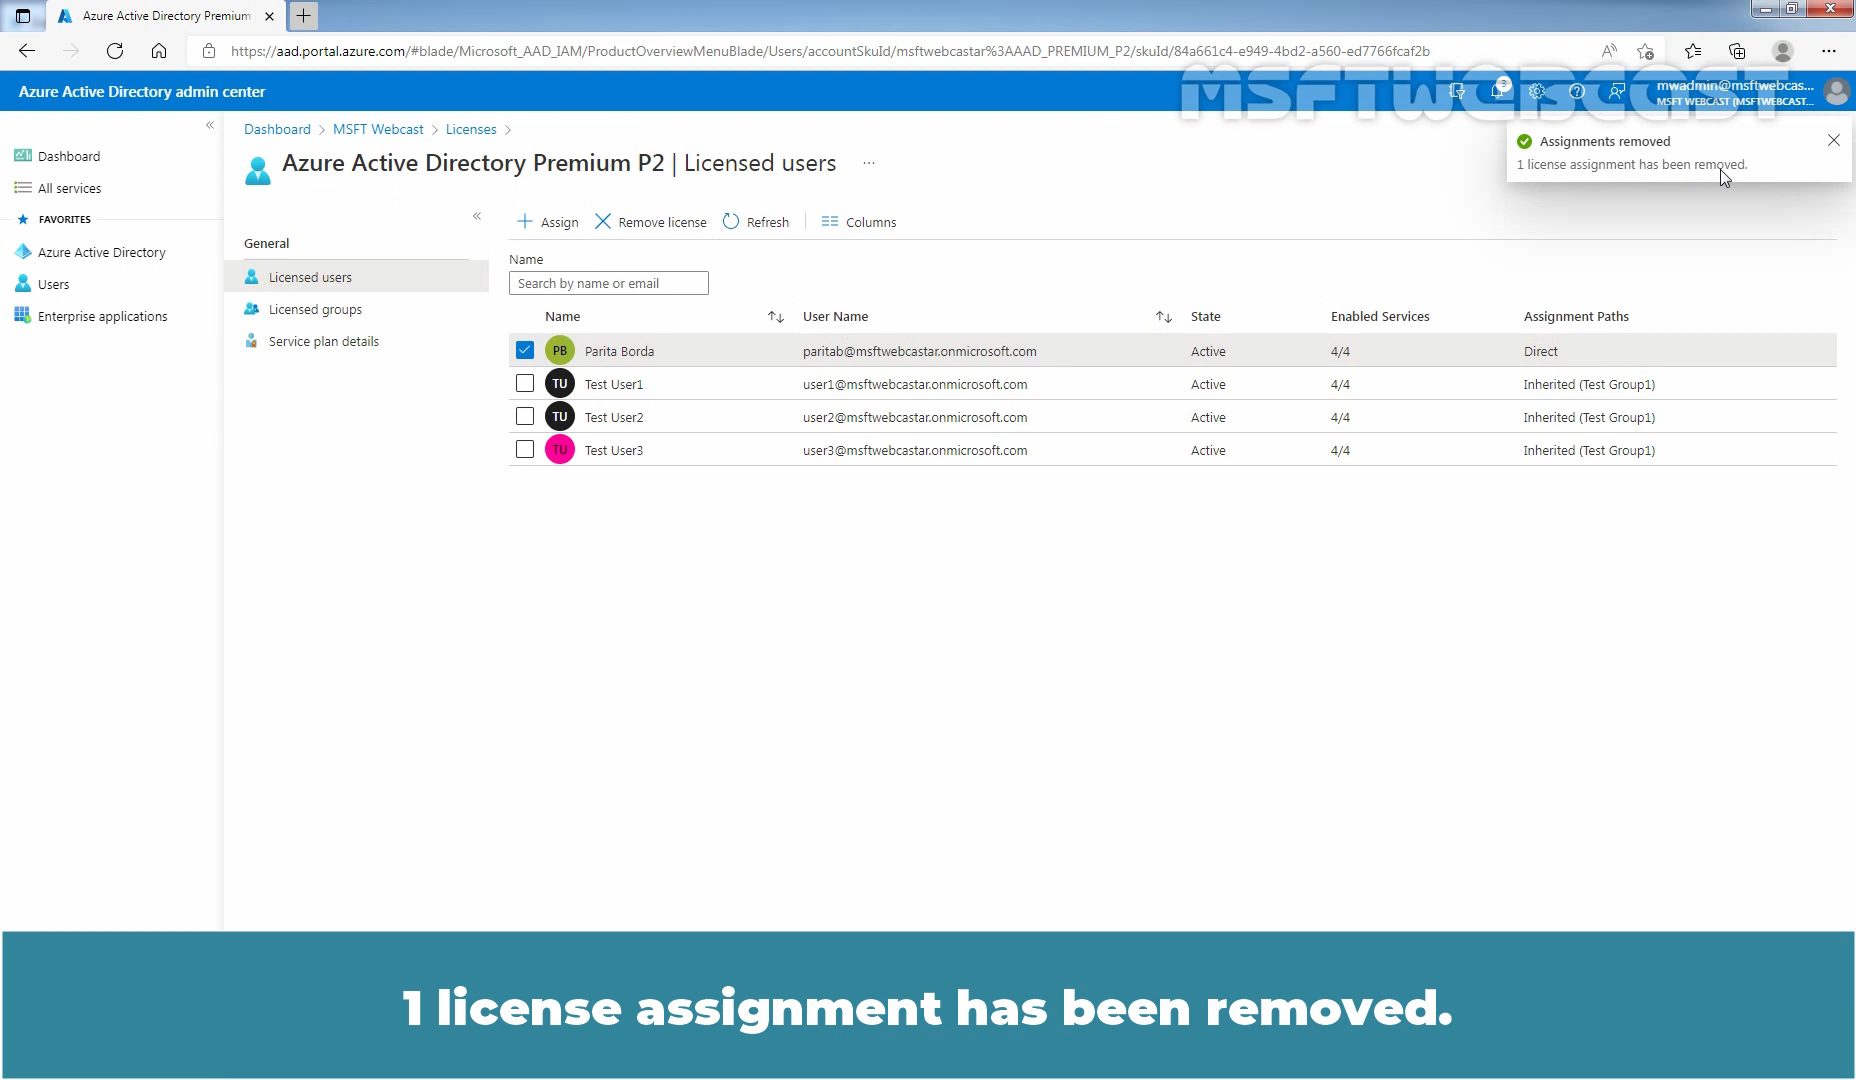 Azure Active Directory Premium
https://aad.portal.azure.com/#blade/Microsoft_AAD_IAM/ProductOverviewMenuBlade/Users/accountSkuId/msftwebcastar%3AAAD_PREMIUM_P2/skuId/84a661c4-e949-4bd2-a560-ed7766fcaf2b
Azure Active Directory admin center
MSFTWEBCAST
3
mwadmin@msftwebcas...
MSFT WEBCAST (MSFTWEBCAST...
Dashboard
All services
FAVORITES
Azure Active Directory
Users
Enterprise applications
Dashboard > MSFT Webcast > Licenses >
Azure Active Directory Premium P2 | Licensed users ...
Assignments removed
1 license assignment has been removed.
General
Licensed users
Licensed groups
Service plan details
Assign Remove license Refresh Columns
Name
Search by name or email
Name User Name State Enabled Services Assignment Paths
PB Parita Borda paritab@msftwebcastar.onmicrosoft.com Active 4/4 Direct
TU Test User1 user1@msftwebcastar.onmicrosoft.com Active 4/4 Inherited (Test Group1)
TU Test User2 user2@msftwebcastar.onmicrosoft.com Active 4/4 Inherited (Test Group1)
TU Test User3 user3@msftwebcastar.onmicrosoft.com Active 4/4 Inherited (Test Group1)
1 license assignment has been removed.